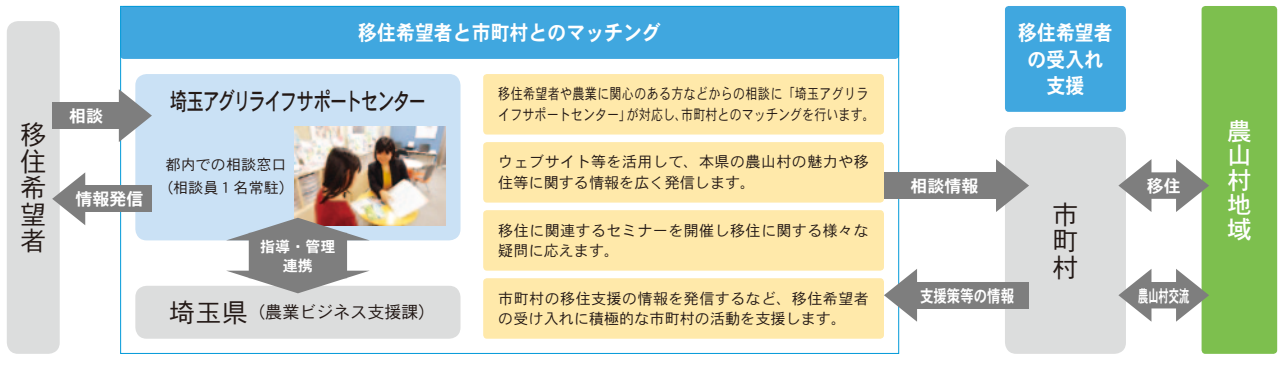 移住希望者
相談
情報発信
移住希望者と市町村とのマッチング
埼玉アグリライフサポートセンター
都内での相談窓口
（相談員１名常駐）
指導・管理
連携
埼玉県（農業ビジネス支援課）
移住希望者や農業に関心のある方などからの相談に「埼玉アグリラ
イフサポートセンター」が対応し、市町村とのマッチングを行います。
ウェブサイト等を活用して、本県の農山村の魅力や移
住等に関する情報を広く発信します。
移住に関連するセミナーを開催し移住に関する様々な
疑問に応えます。
市町村の移住支援の情報を発信するなど、移住希望者
の受け入れに積極的な市町村の活動を支援します。
相談情報
支援策等の情報
移住希望者
の受入れ
支援
市町村
移住
農山村交流
農山村地域